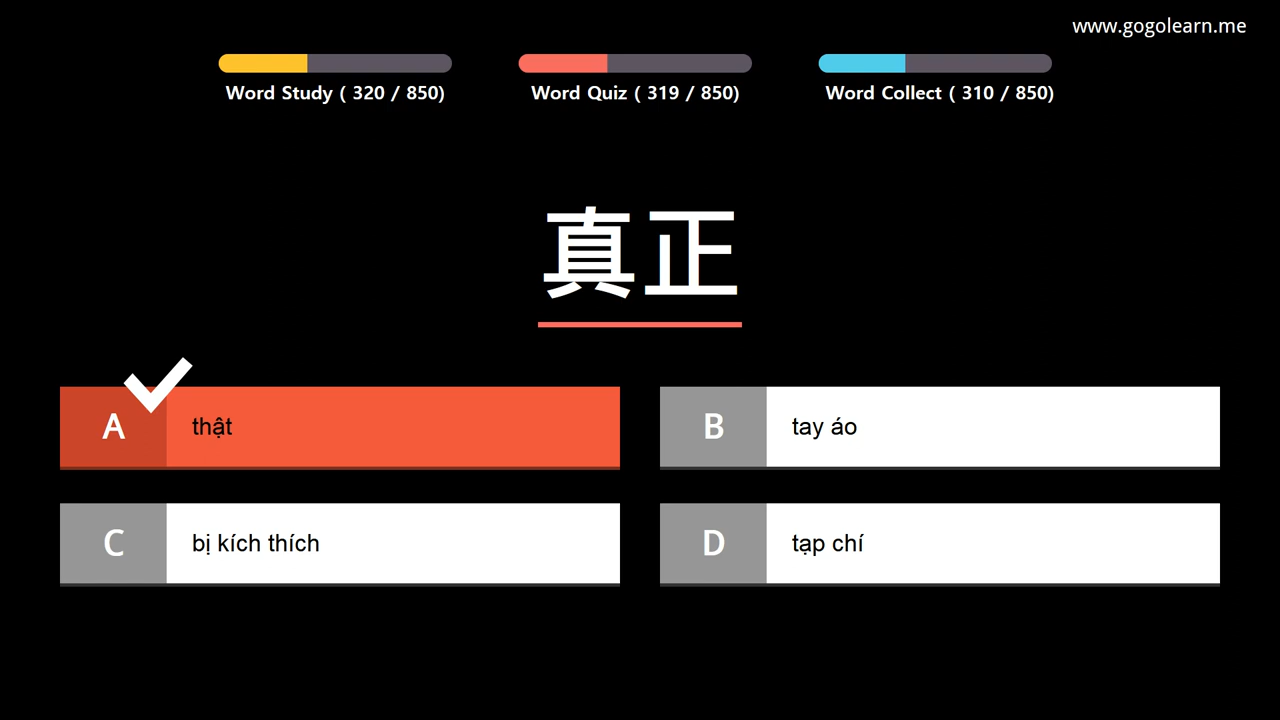 www.gogolearn.me
Word Study ( 320 / 850)
Word Quiz ( 319 / 850)
Word Collect ( 310 / 850)
真正
A
thật
B
tay áo
C
bị kích thích
D
tạp chí